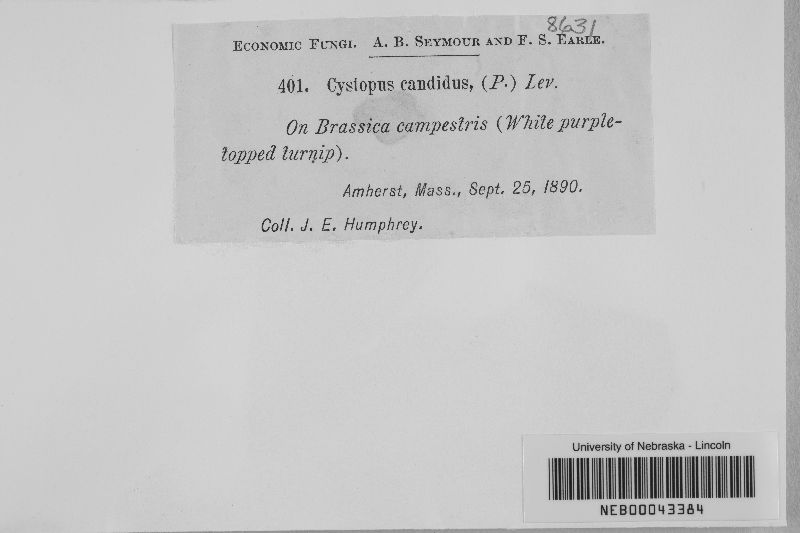 8631
Economic Fungi. A. B. Seymour and F. S. Earle.
401. Cystopus candidus, (P.) Lev.
On Brassica campestris (White purple-
topped turnip).
Amherst, Mass., Sept. 25, 1890.
Coll. J. E. Humphrey.
University of Nebraska - Lincoln
NEB00043384